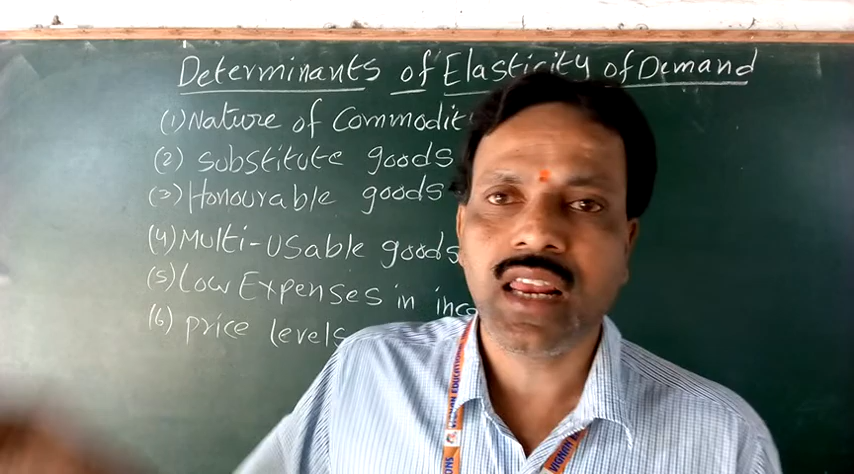 Determinants of Elasticity of Demand
(1) Nature of Commodit
(2) substitute goods
(3) Honourable goods
(4) Multi-usable goods
(5) Low Expenses in inc
(6) price levels